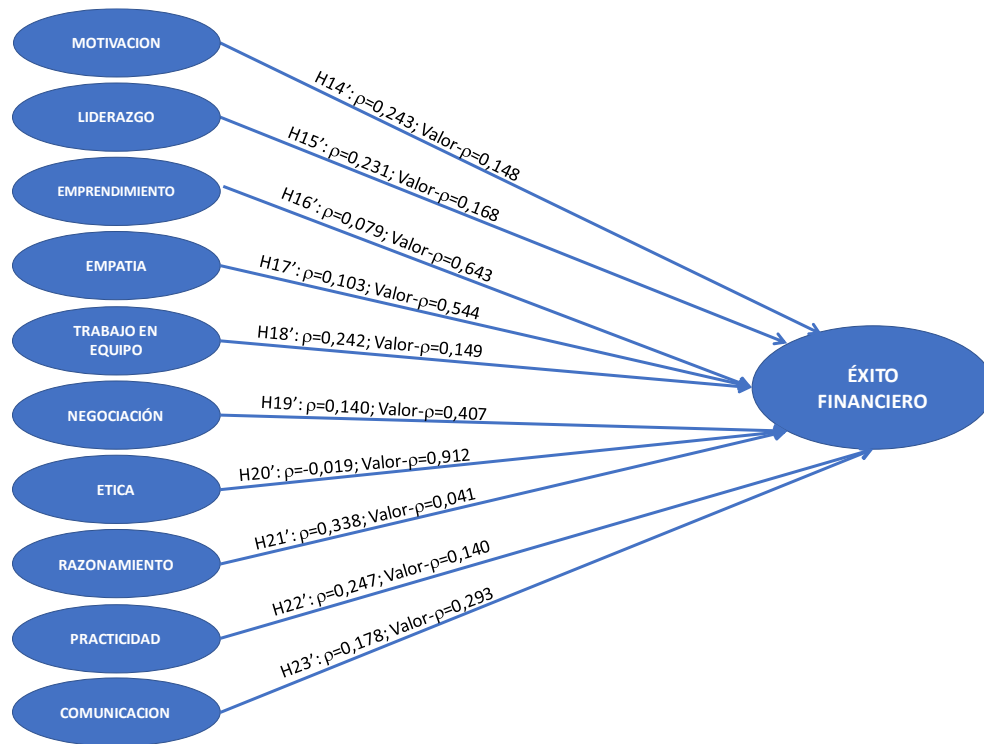 MOTIVACION
H14’: ρ=0,243; Valor-ρ=0,148
LIDERAZGO
H15’: ρ=0,231; Valor-ρ=0,168
EMPRENDIMIENTO
H16’: ρ=0,079; Valor-ρ=0,643
EMPATIA
H17’: ρ=0,103; Valor-ρ=0,544
TRABAJO EN
EQUIPO
H18’: ρ=0,242; Valor-ρ=0,149
NEGOCIACIÓN
H19’: ρ=0,140; Valor-ρ=0,407
ETICA
H20’: ρ=-0,019; Valor-ρ=0,912
RAZONAMIENTO
H21’: ρ=0,338; Valor-ρ=0,041
PRACTICIDAD
H22’: ρ=0,247; Valor-ρ=0,140
COMUNICACION
H23’: ρ=0,178; Valor-ρ=0,293
ÉXITO
FINANCIERO